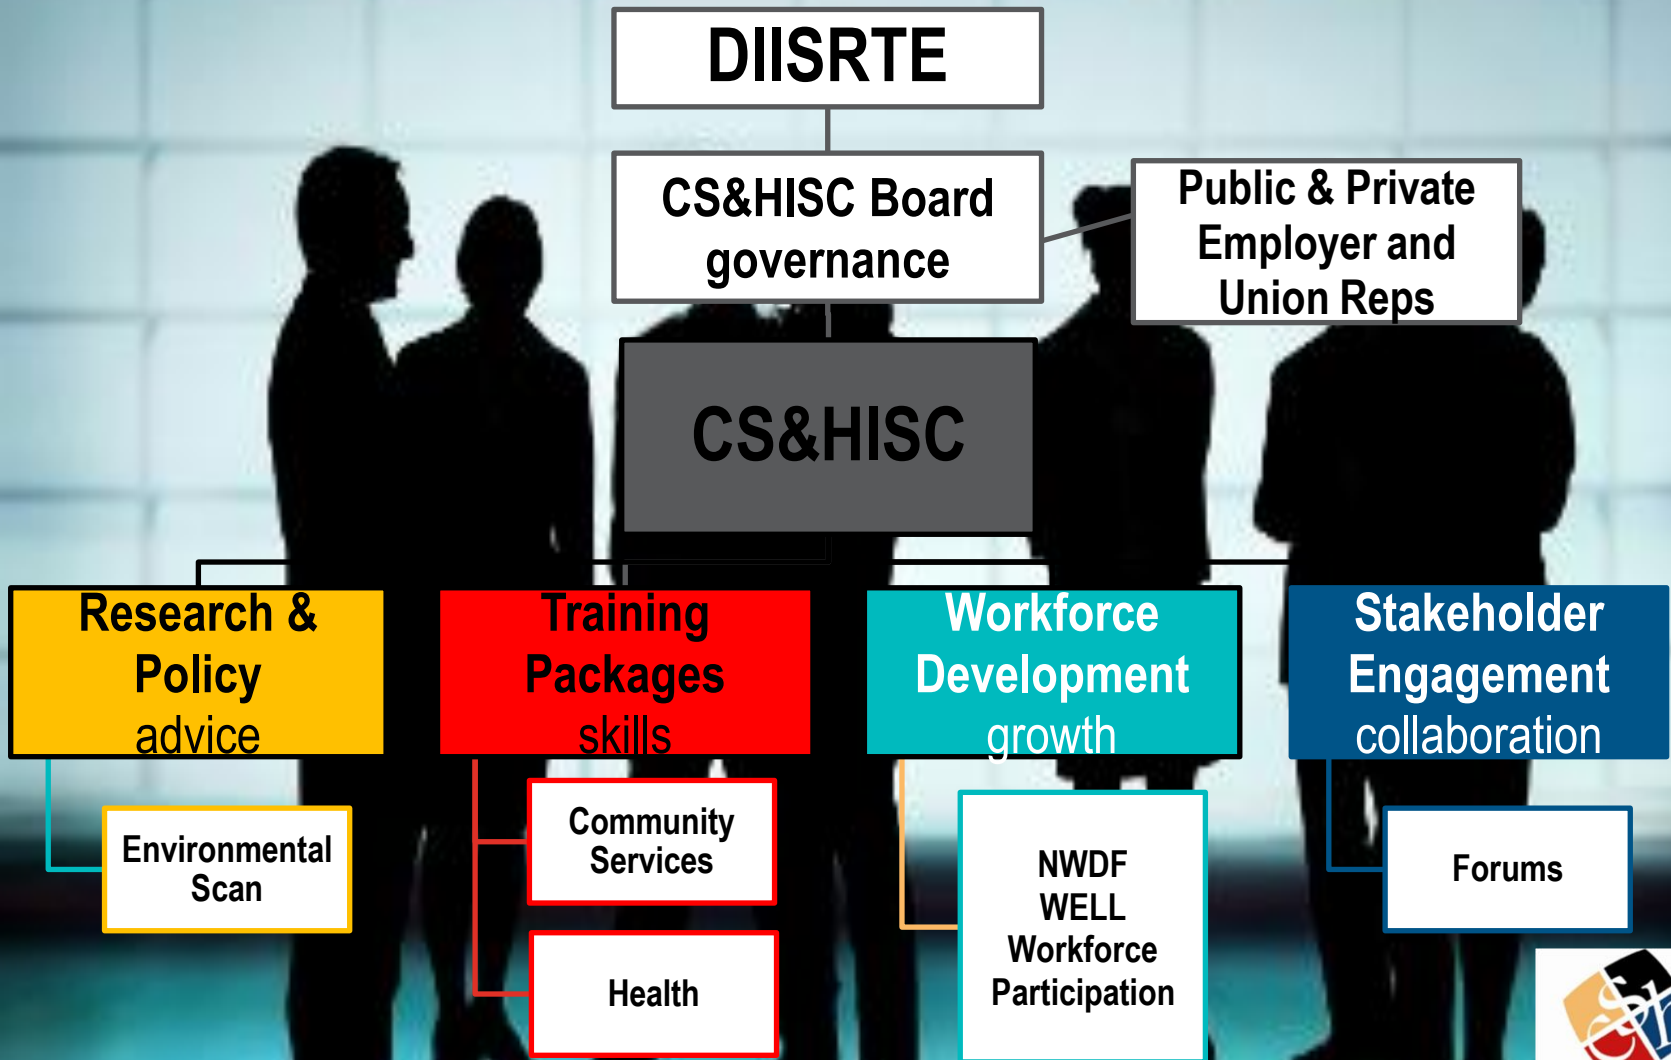 DIISRTE
CS&HISC Board
governance
Public & Private
Employer and
Union Reps
CS&HISC
Research &
Policy
advice
Training
Packages
skills
Workforce
Development
growth
Stakeholder
Engagement
collaboration
Environmental
Scan
Community
Services
Health
NWDF
WELL
Workforce
Participation
Forums